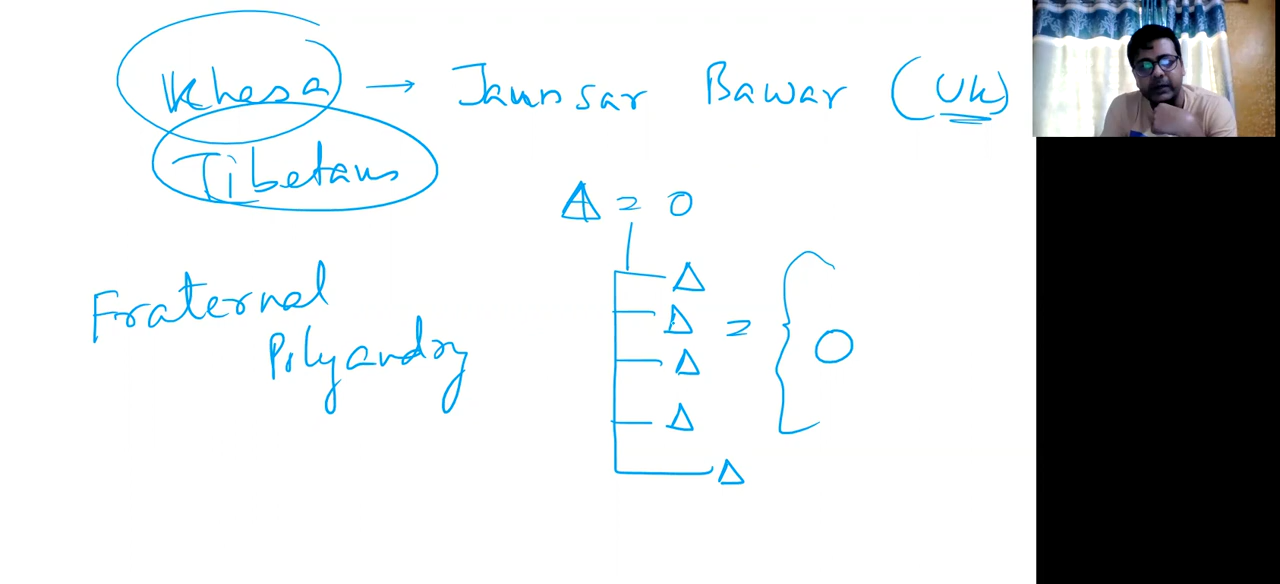 Khasa → Jaunsar Bawar (UK)
Tibetans
Δ = O
Fraternal
Polyandry
Δ
Δ = { O
Δ
Δ
Δ